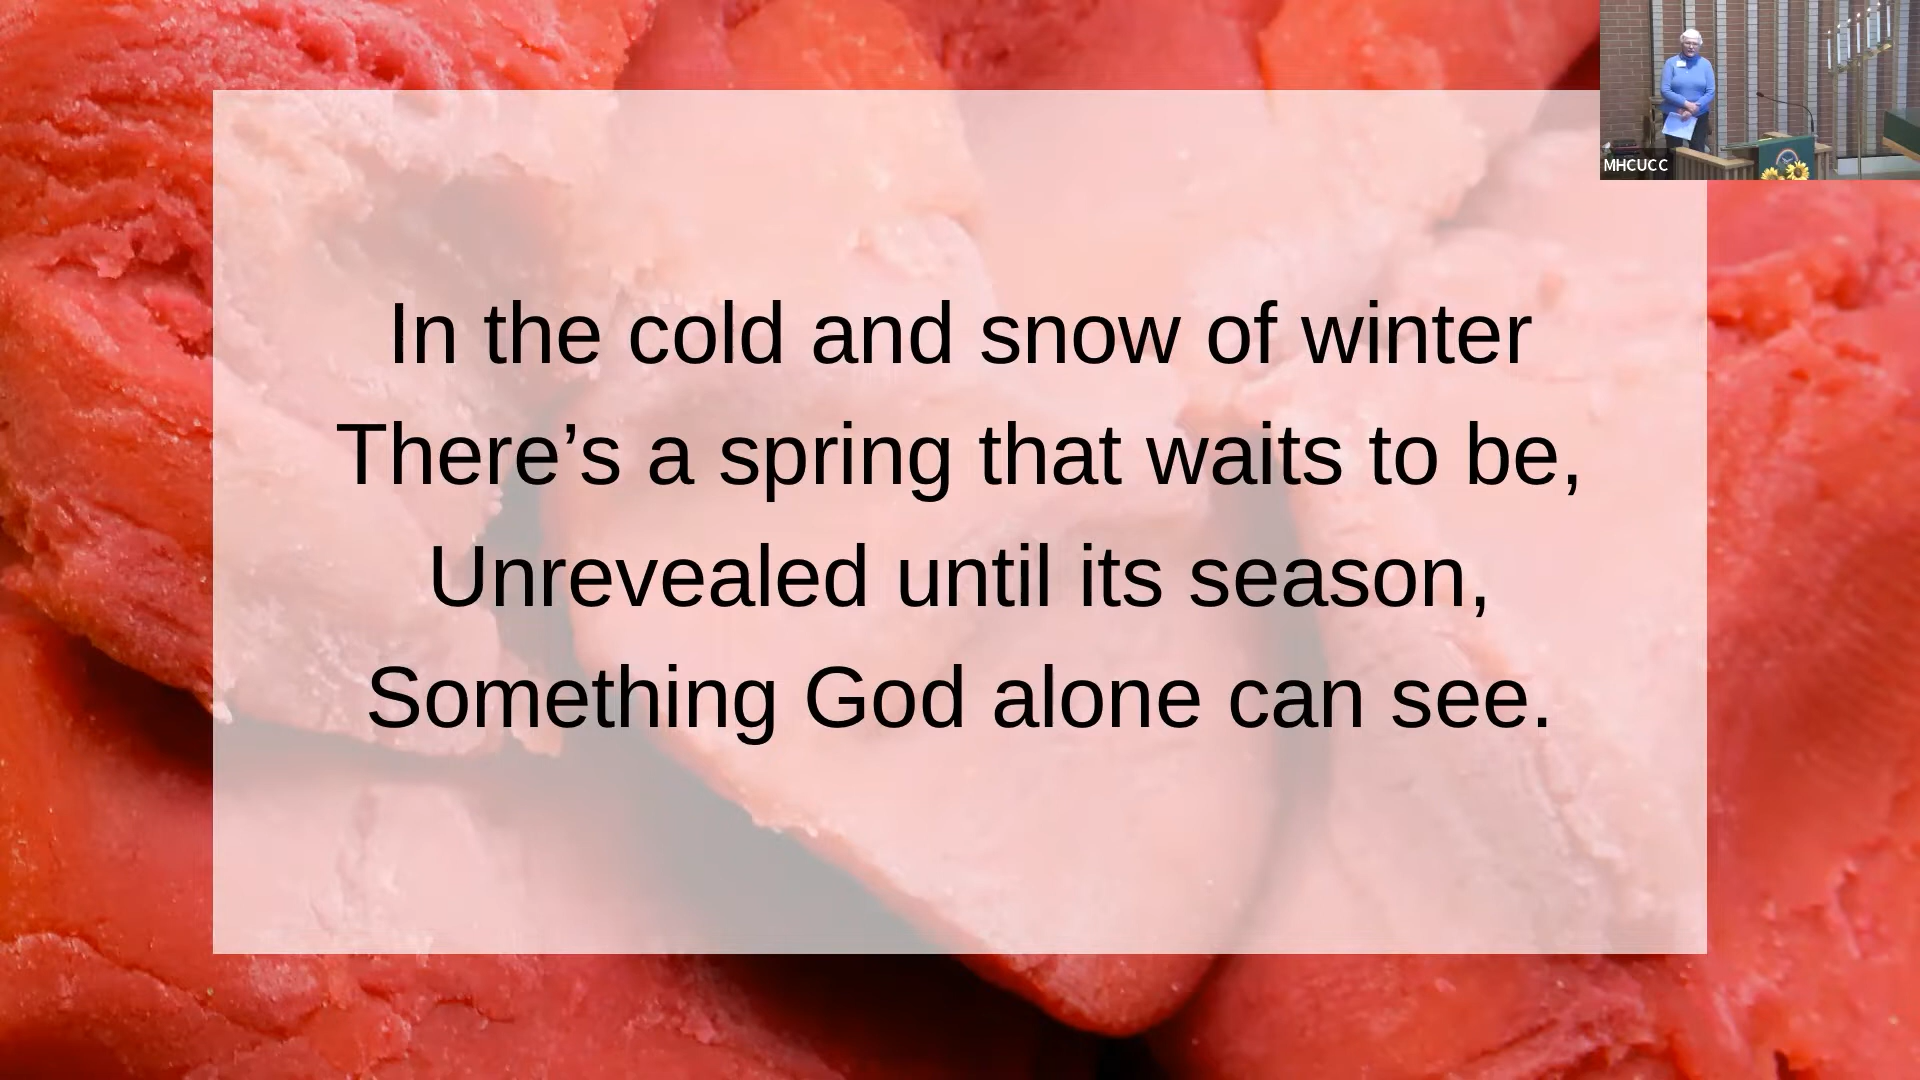 In the cold and snow of winter
There’s a spring that waits to be,
Unrevealed until its season,
Something God alone can see.
MHCUCC